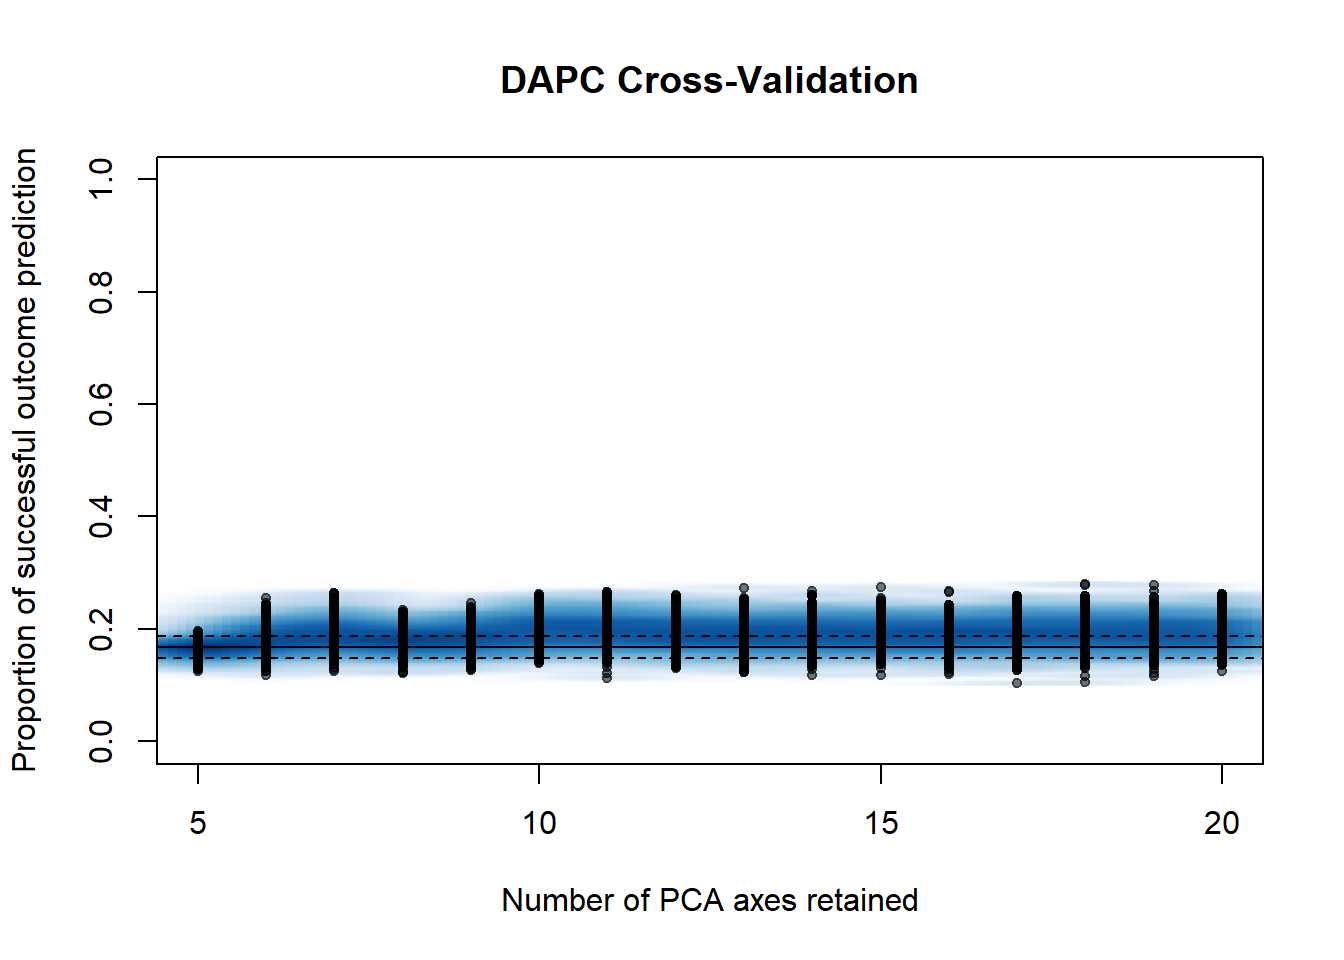 DAPC Cross-Validation
Proportion of successful outcome prediction
1.0
0.8
0.6
0.4
0.2
0.0
5 10 15 20
Number of PCA axes retained